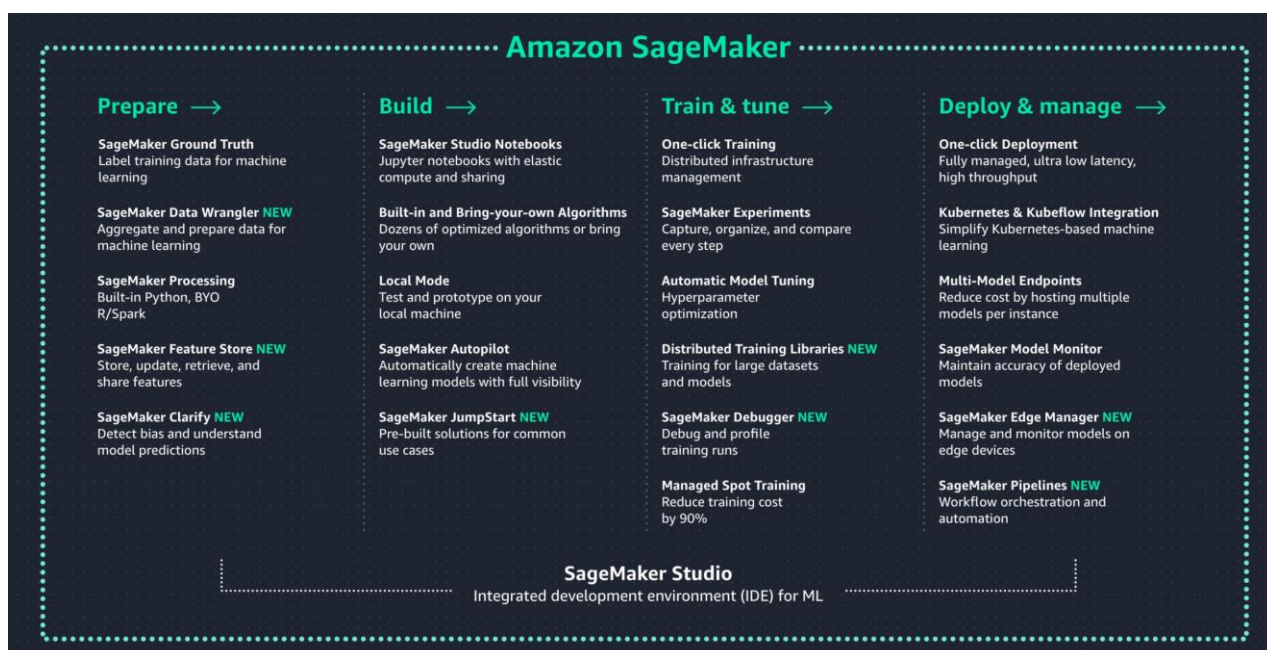 Amazon SageMaker
Prepare →
SageMaker Ground Truth
Label training data for machine
learning
SageMaker Data Wrangler NEW
Aggregate and prepare data for
machine learning
SageMaker Processing
Built-in Python, BYO
R/Spark
SageMaker Feature Store NEW
Store, update, retrieve, and
share features
SageMaker Clarify NEW
Detect bias and understand
model predictions
Build →
SageMaker Studio Notebooks
Jupyter notebooks with elastic
compute and sharing
Built-in and Bring-your-own Algorithms
Dozens of optimized algorithms or bring
your own
Local Mode
Test and prototype on your
local machine
SageMaker Autopilot
Automatically create machine
learning models with full visibility
SageMaker JumpStart NEW
Pre-built solutions for common
use cases
Train & tune →
One-click Training
Distributed infrastructure
management
SageMaker Experiments
Capture, organize, and compare
every step
Automatic Model Tuning
Hyperparameter
optimization
Distributed Training Libraries NEW
Training for large datasets
and models
SageMaker Debugger NEW
Debug and profile
training runs
Managed Spot Training
Reduce training cost
by 90%
Deploy & manage →
One-click Deployment
Fully managed, ultra low latency,
high throughput
Kubernetes & Kubeflow Integration
Simplify Kubernetes-based machine
learning
Multi-Model Endpoints
Reduce cost by hosting multiple
models per instance
SageMaker Model Monitor
Maintain accuracy of deployed
models
SageMaker Edge Manager NEW
Manage and monitor models on
edge devices
SageMaker Pipelines NEW
Workflow orchestration and
automation
SageMaker Studio
Integrated development environment (IDE) for ML